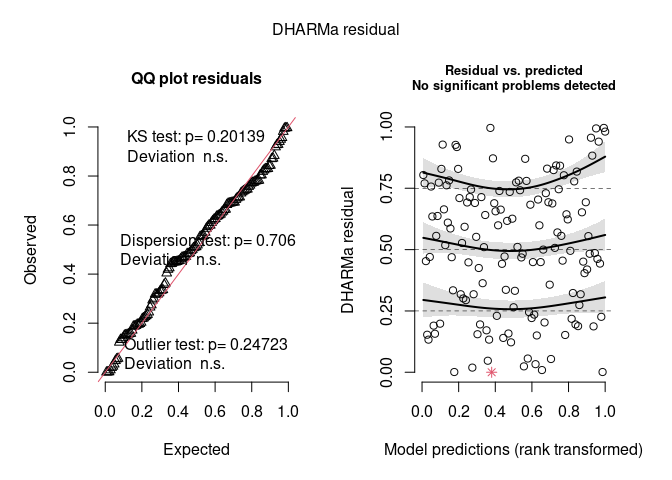 DHARMa residual
QQ plot residuals
KS test: p= 0.20139
Deviation n.s.
Dispersion test: p= 0.706
Deviation n.s.
Outlier test: p= 0.24723
Deviation n.s.
Observed
0.0 0.2 0.4 0.6 0.8 1.0
0.0 0.2 0.4 0.6 0.8 1.0
Expected
Residual vs. predicted
No significant problems detected
DHARMa residual
0.00 0.25 0.50 0.75 1.00
0.0 0.2 0.4 0.6 0.8 1.0
Model predictions (rank transformed)